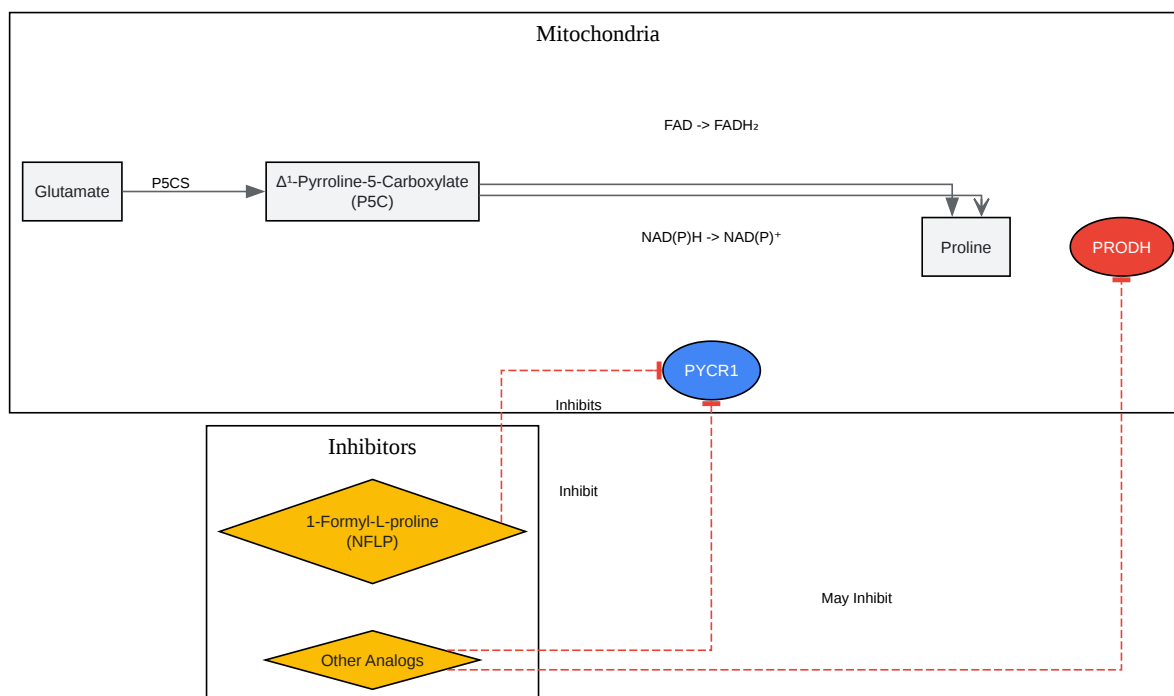 Mitochondria
FAD -> FADH₂
Glutamate
P5CS
Δ¹-Pyrroline-5-Carboxylate
(P5C)
NAD(P)H -> NAD(P)⁺
Proline
PRODH
PYCR1
Inhibits
Inhibitors
Inhibit
1-Formyl-L-proline
(NFLP)
May Inhibit
Other Analogs